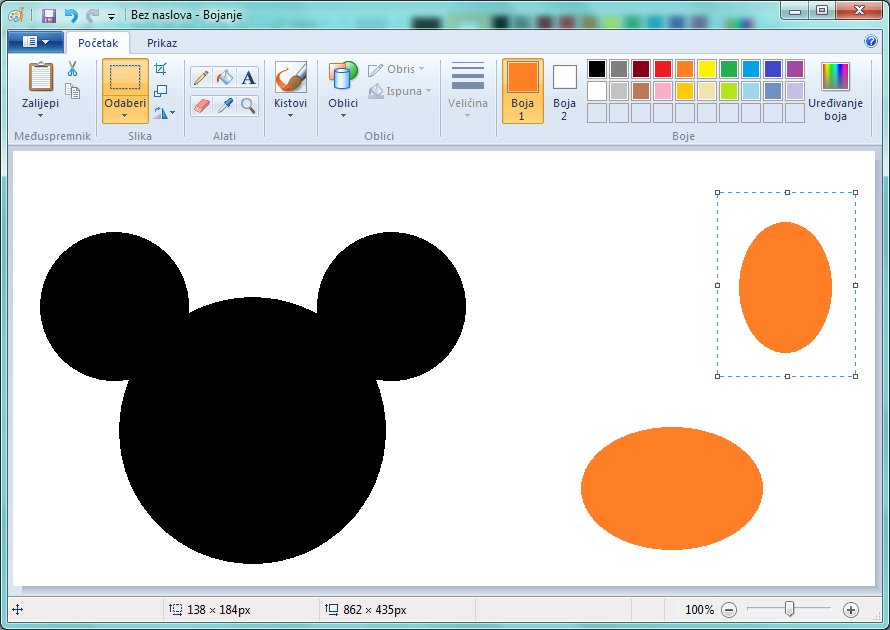 Bez naslova - Bojanje
Početak
Prikaz
Zalijepi
Odaberi
A
Kistovi
Oblici
Obris
Ispuna
Veličina
Boja
1
Boja
2
Uređivanje
boja
Međuspremnik
Slika
Alati
Oblici
Boje
138 × 184px
862 × 435px
100%